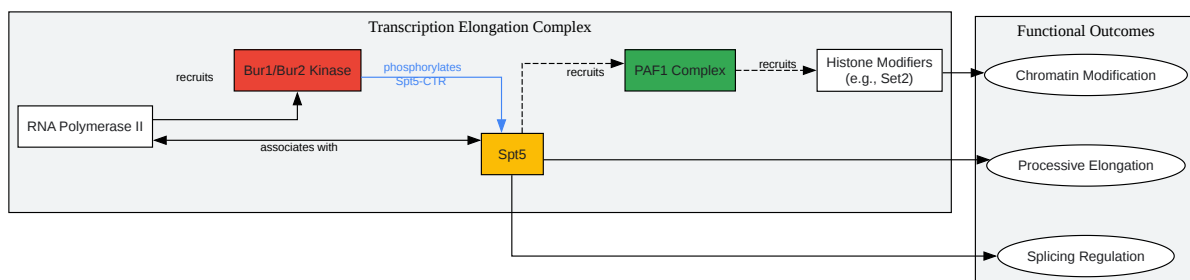 Transcription Elongation Complex
Functional Outcomes
recruits
Bur1/Bur2 Kinase
phosphorylates
Spt5-CTR
recruits
PAF1 Complex
recruits
Histone Modifiers
(e.g., Set2)
Chromatin Modification
RNA Polymerase II
associates with
Spt5
Processive Elongation
Splicing Regulation